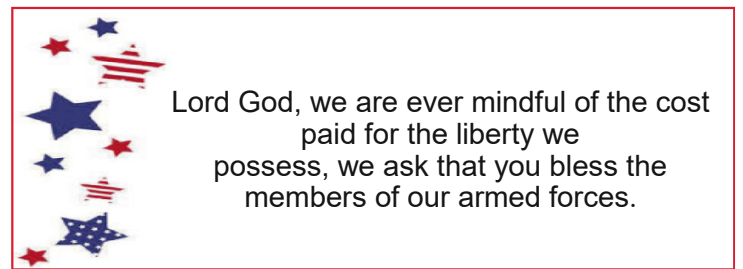 Lord God, we are ever mindful of the cost
paid for the liberty we
possess, we ask that you bless the
members of our armed forces.